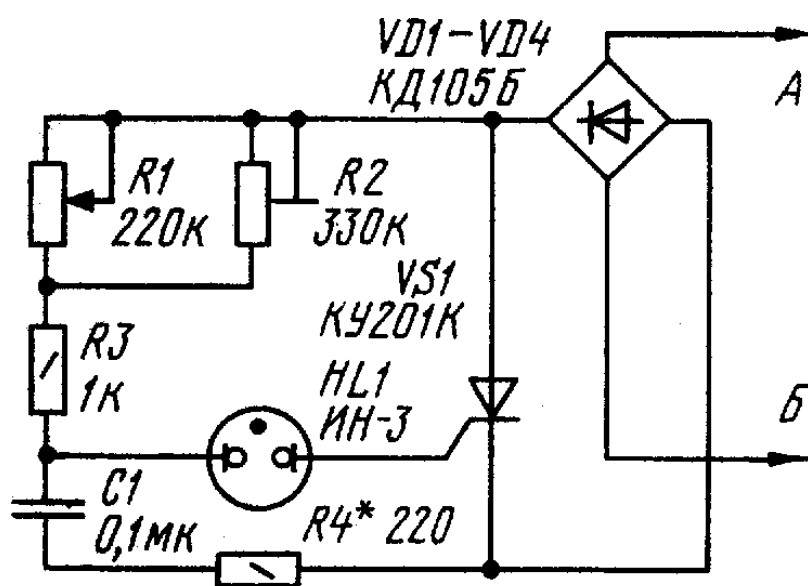 VD1-VD4
КД105Б
А
R1
220к
R2
330к
VS1
КУ201К
R3
1к
HL1
ИН-3
Б
C1
0,1мк
R4* 220